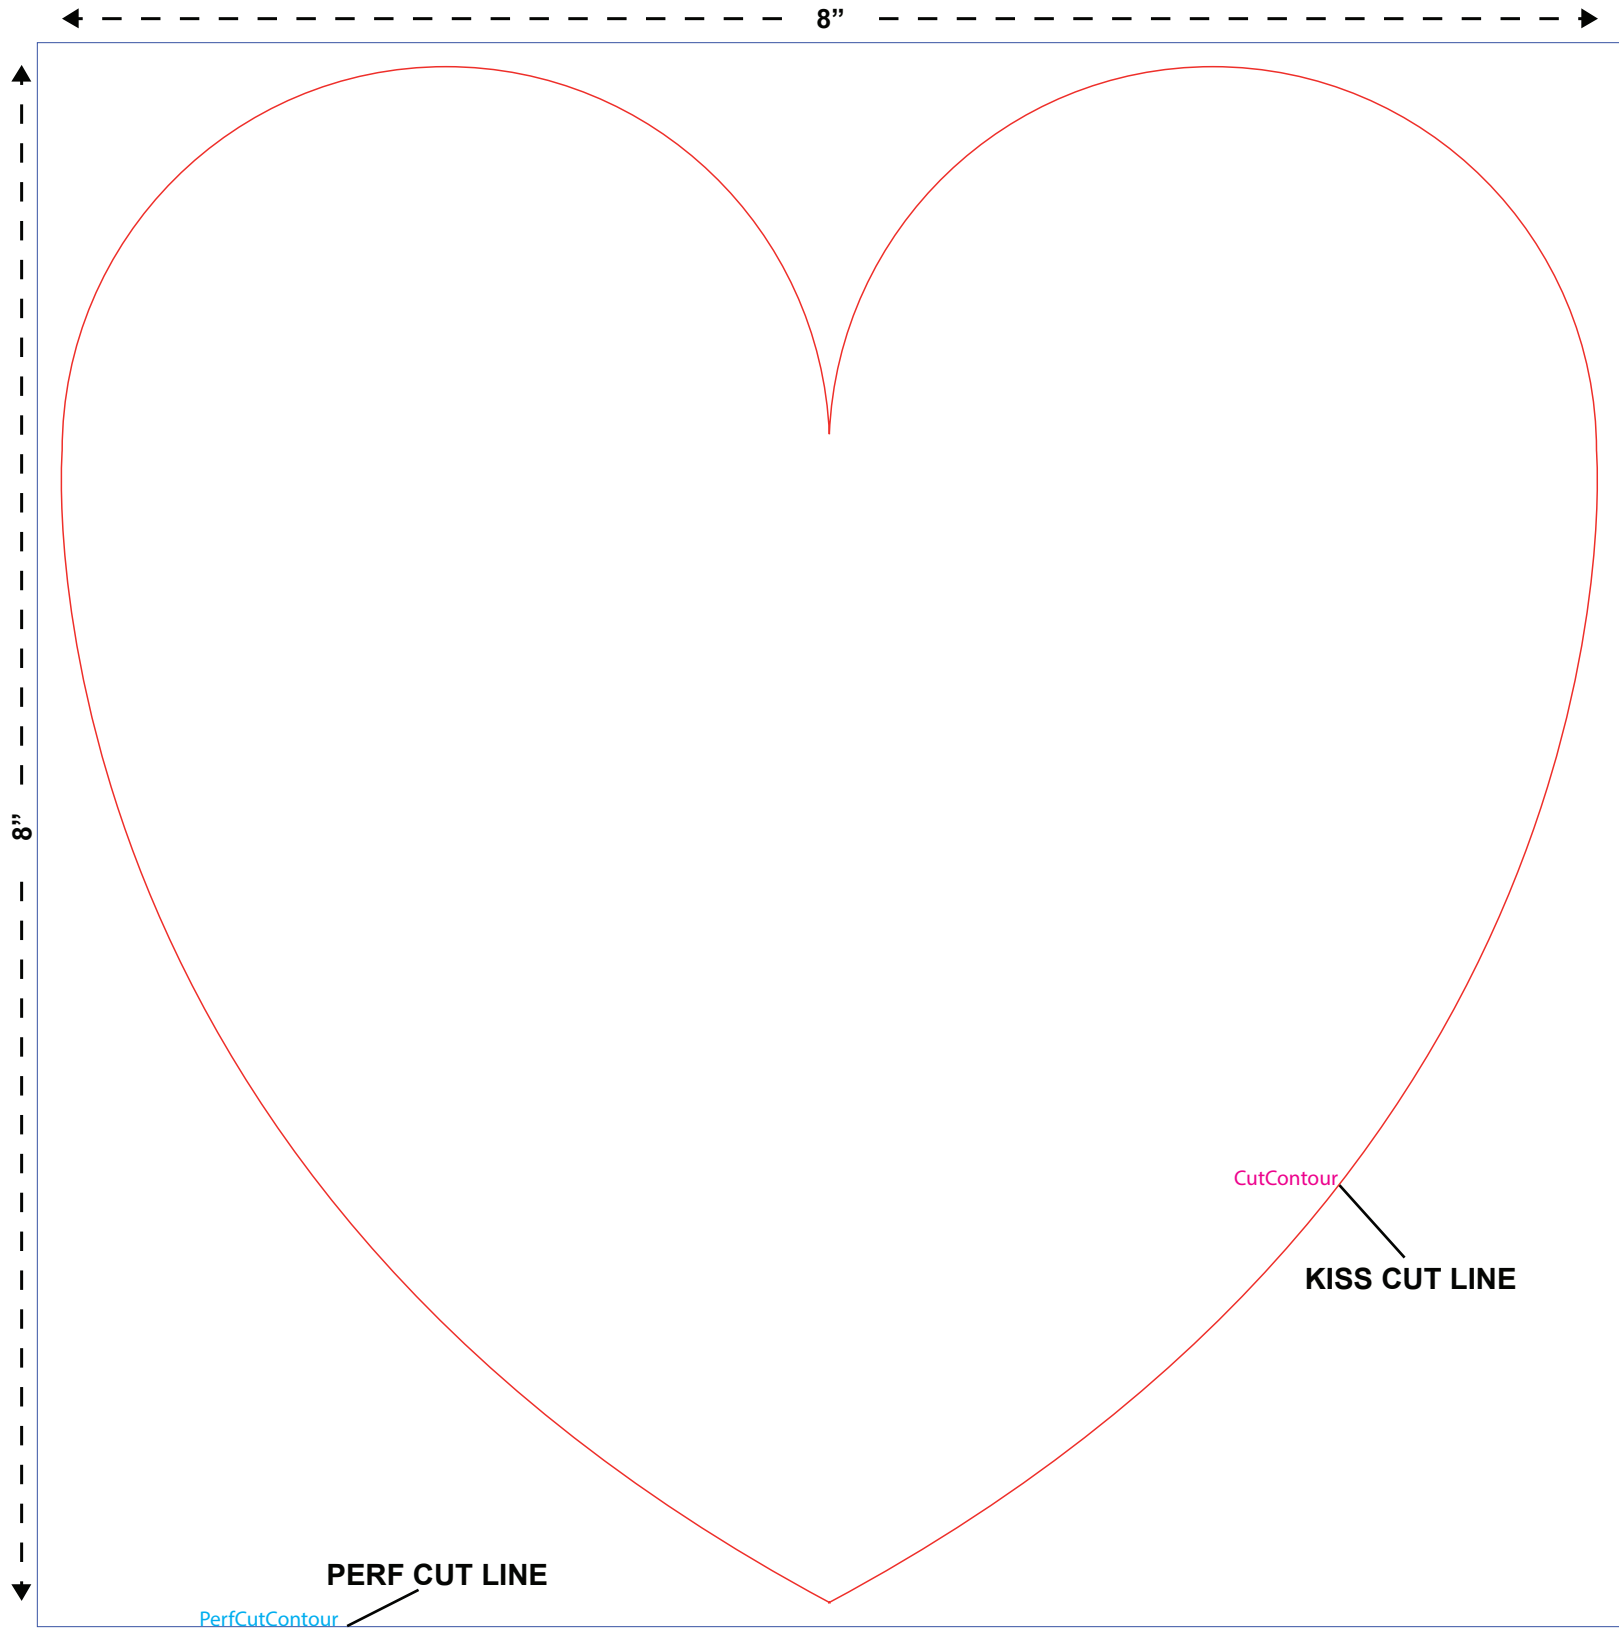 8”
8”
CutContour
KISS CUT LINE
PERF CUT LINE
PerfCutContour